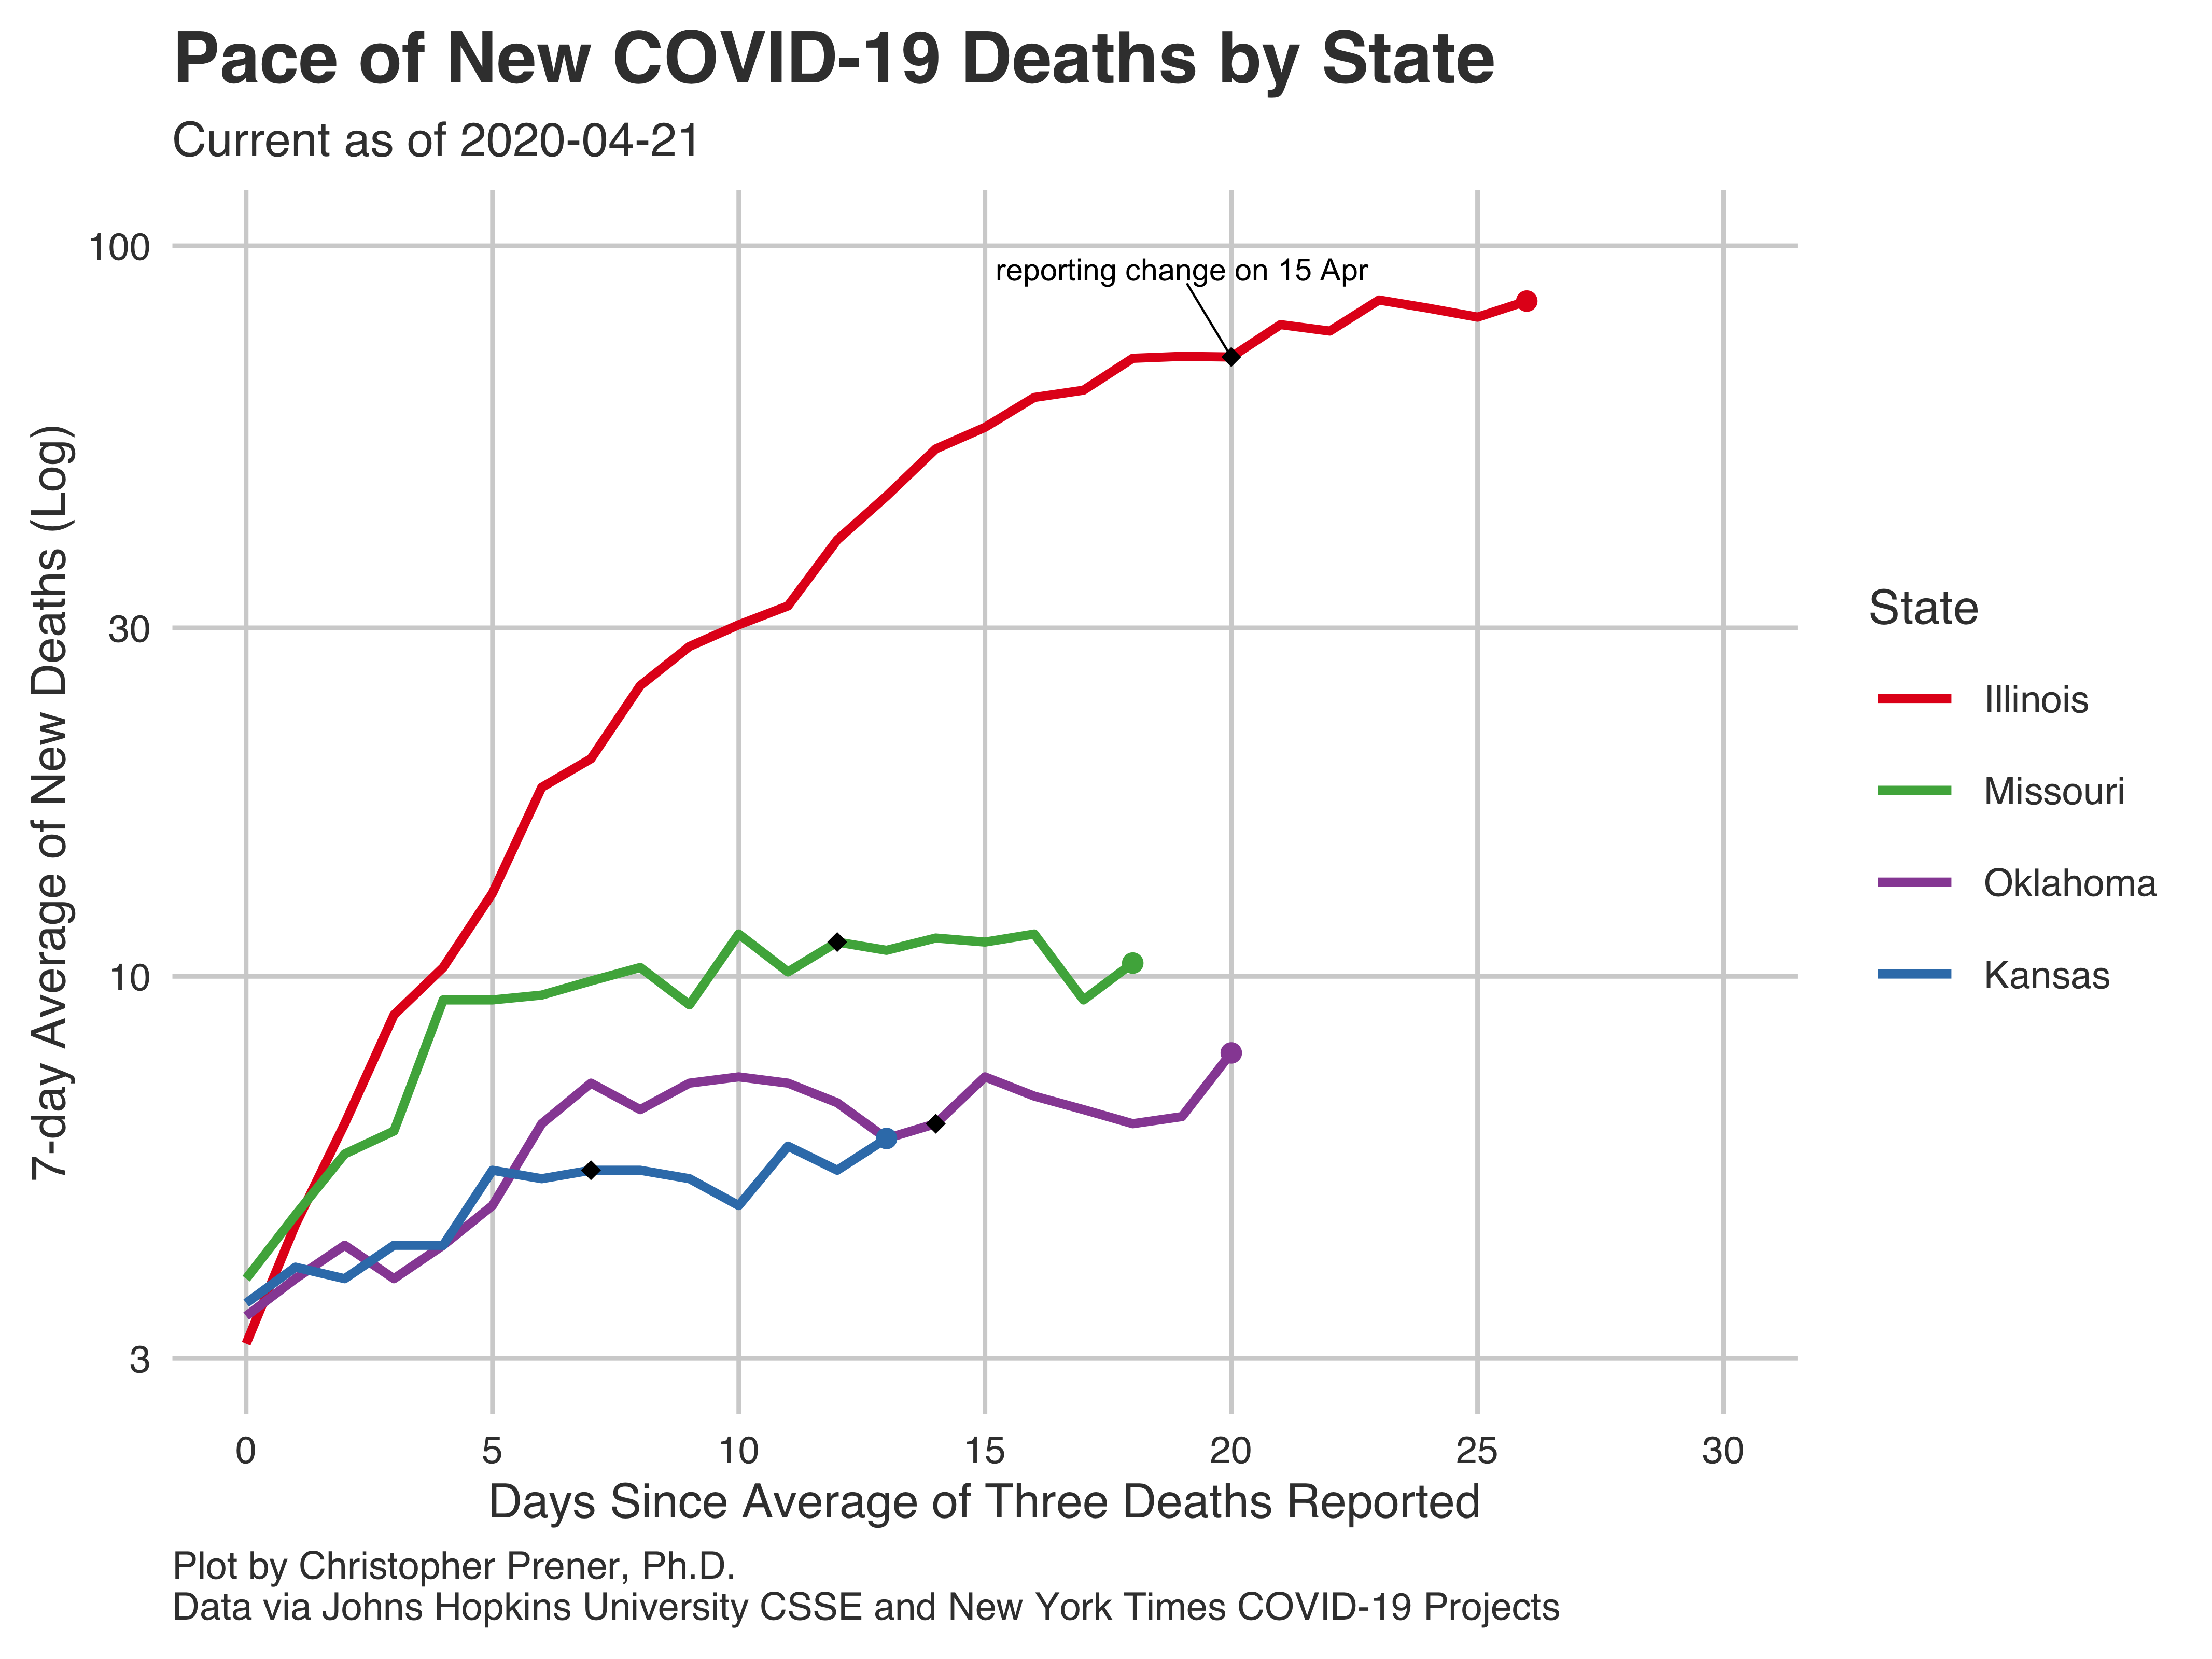 Pace of New COVID-19 Deaths by State
Current as of 2020-04-21
7-day Average of New Deaths (Log)
100
30
10
3
reporting change on 15 Apr
State
Illinois
Missouri
Oklahoma
Kansas
0 5 10 15 20 25 30
Days Since Average of Three Deaths Reported
Plot by Christopher Prener, Ph.D.
Data via Johns Hopkins University CSSE and New York Times COVID-19 Projects